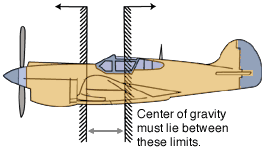 Center of gravity
must lie between
these limits.